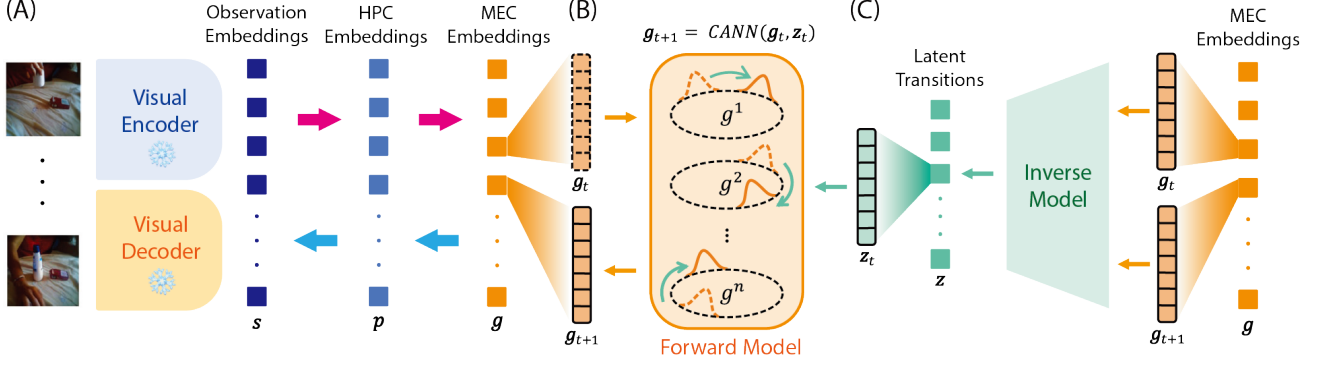 (A)
Visual
Encoder
Visual
Decoder
Observation
Embeddings
s
HPC
Embeddings
p
MEC
Embeddings
g
(B)
g_t
g_{t+1}
g_{t+1} = CANN(g_t, z_t)
g^1
g^2
g^n
Forward Model
(C)
z_t
Latent
Transitions
z
Inverse
Model
g_t
g_{t+1}
MEC
Embeddings
g